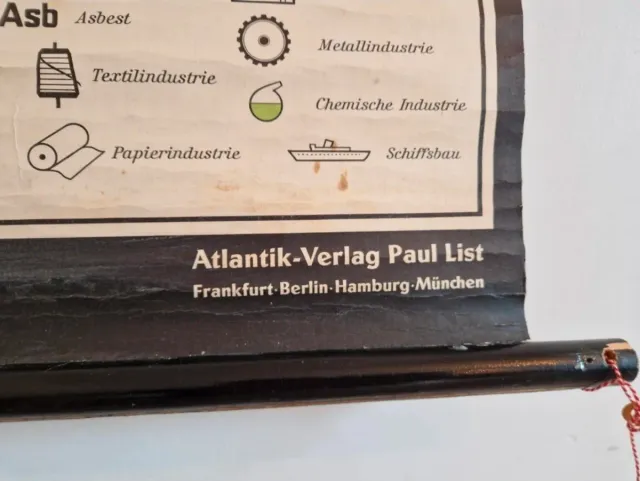 Asb Asbest
Metallindustrie
Textilindustrie
Chemische Industrie
Papierindustrie
Schiffsbau
Atlantik-Verlag Paul List
Frankfurt·Berlin·Hamburg·München